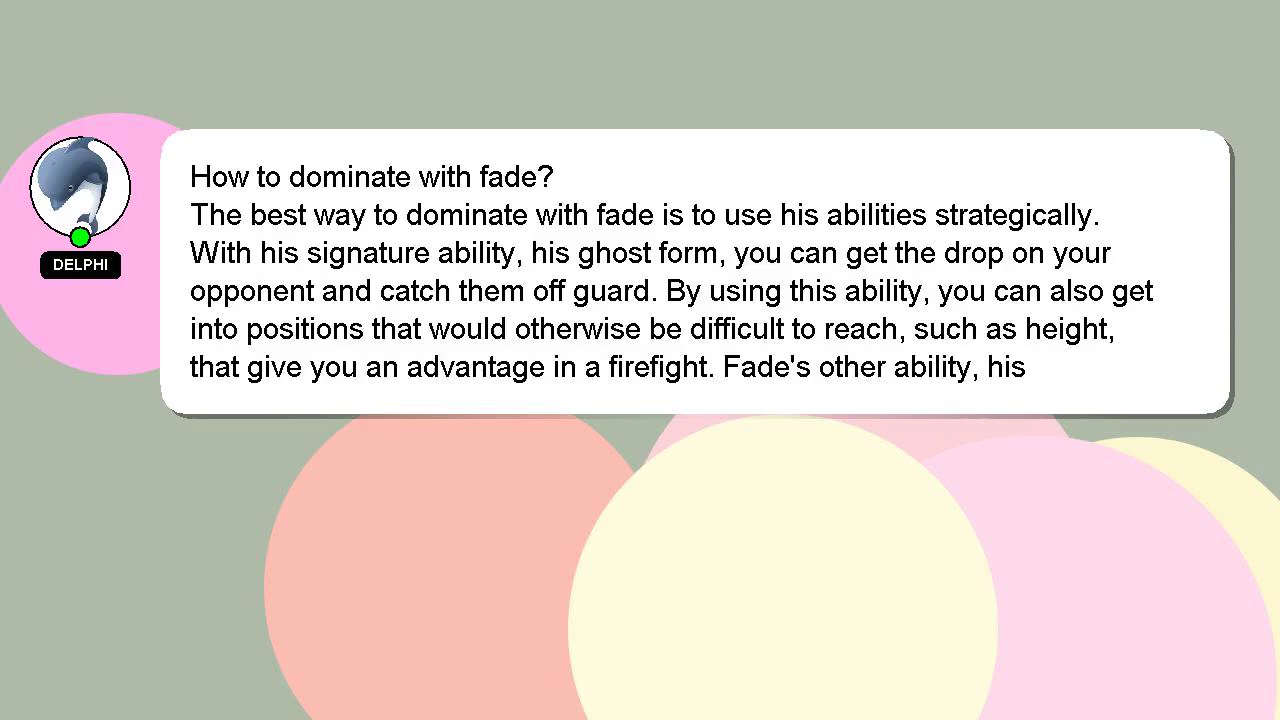 How to dominate with fade?
The best way to dominate with fade is to use his abilities strategically.
With his signature ability, his ghost form, you can get the drop on your
opponent and catch them off guard. By using this ability, you can also get
into positions that would otherwise be difficult to reach, such as height,
that give you an advantage in a firefight. Fade's other ability, his
DELPHI